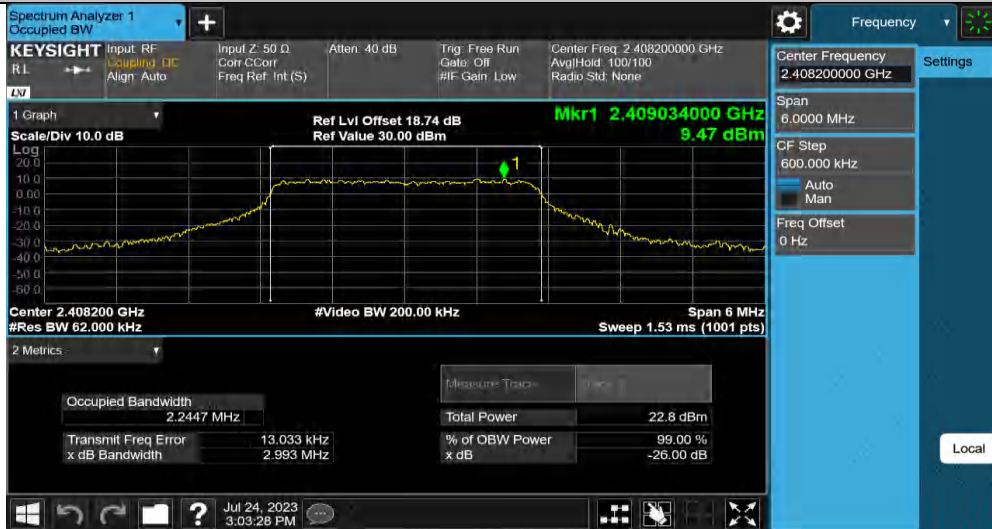 Spectrum Analyzer 1
Occupied BW
+
Frequency
KEYSIGHT
RL
LXI
Input: RF
Coupling: DC
Align: Auto
Input Z: 50 Ω
Corr CCorr
Freq Ref: Int (S)
Atten: 40 dB
Trig: Free Run
Gate: Off
#IF Gain: Low
Center Freq: 2.408200000 GHz
Avg|Hold: 100/100
Radio Std: None
Center Frequency
2.408200000 GHz
Settings
Span
6.0000 MHz
CF Step
600.000 kHz
Auto
Man
Freq Offset
0 Hz
Local
1 Graph
Scale/Div 10.0 dB
Ref Lvl Offset 18.74 dB
Ref Value 30.00 dBm
Mkr1 2.409034000 GHz
9.47 dBm
Log
20.0
10.0
0.00
-10.0
-20.0
-30.0
-40.0
-50.0
-60.0
1
Center 2.408200 GHz
#Res BW 62.000 kHz
#Video BW 200.00 kHz
Span 6 MHz
Sweep 1.53 ms (1001 pts)
2 Metrics
Measure Trace
Occupied Bandwidth
2.2447 MHz
Total Power 22.8 dBm
Transmit Freq Error 13.033 kHz
% of OBW Power 99.00 %
x dB Bandwidth 2.993 MHz
x dB -26.00 dB
?
Jul 24, 2023
3:03:28 PM